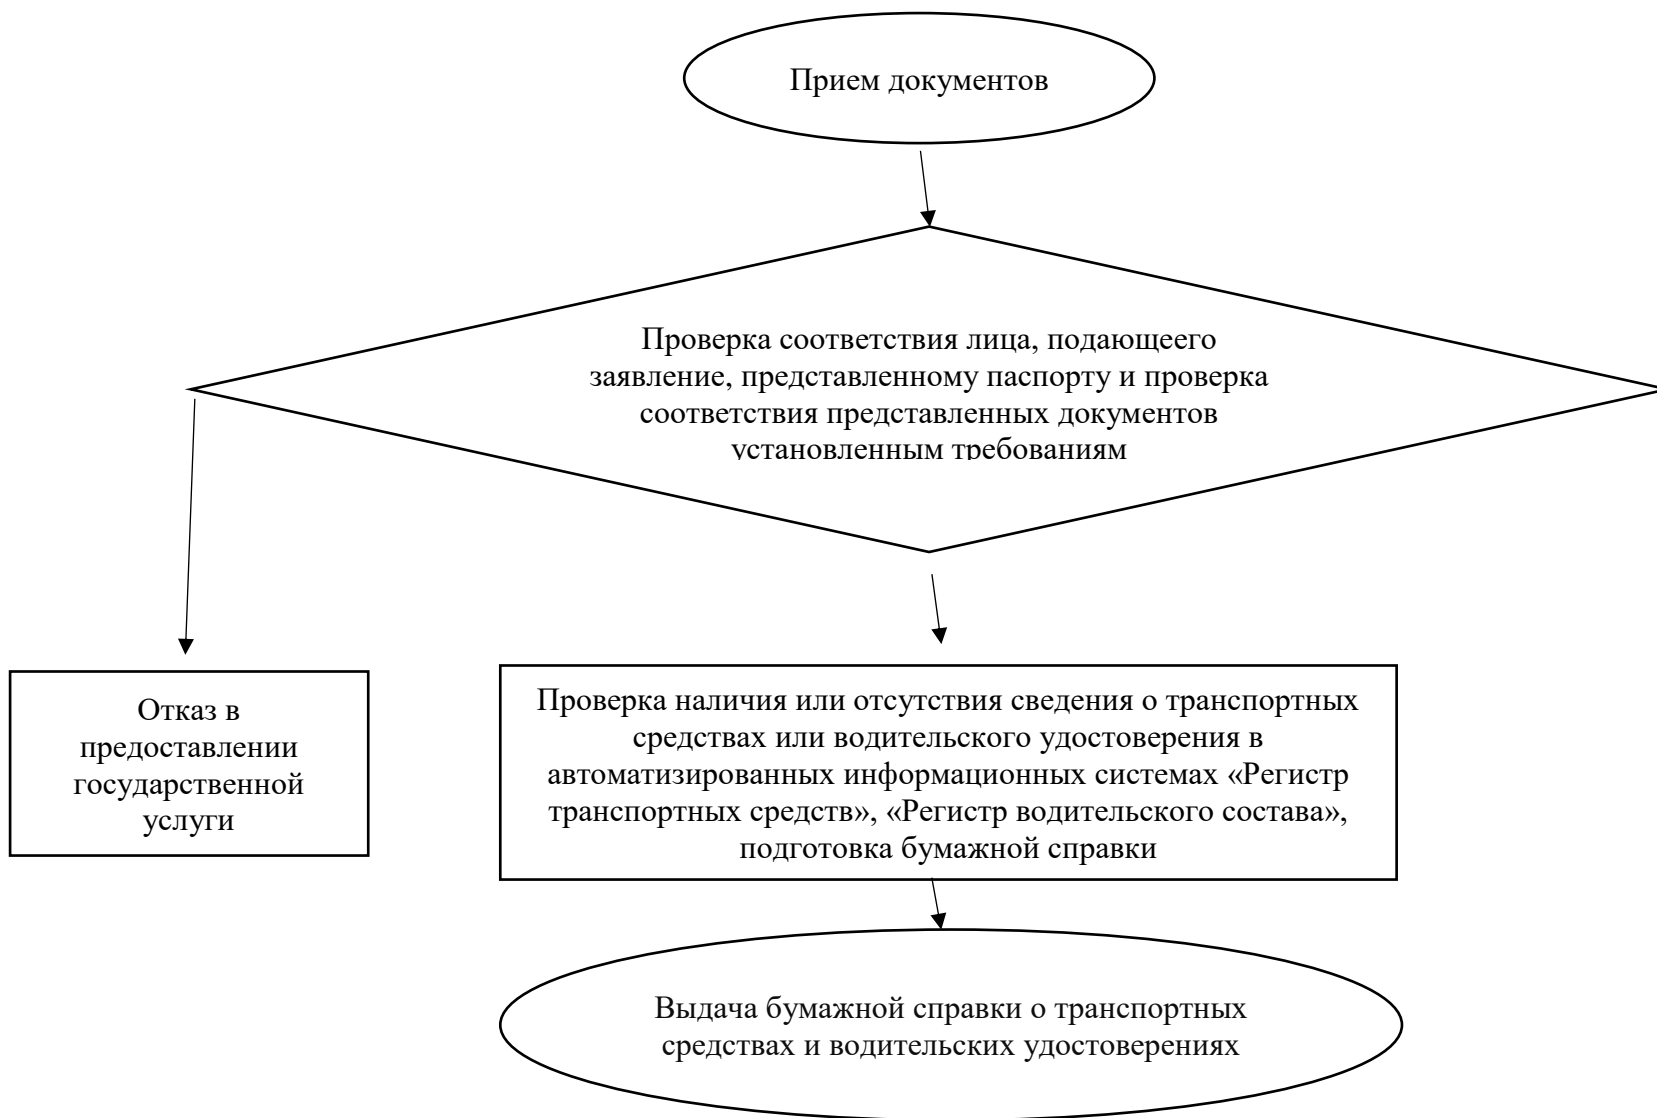 Прием документов
Проверка соответствия лица, подающеего
заявление, представленному паспорту и проверка
соответствия представленных документов
установленным требованиям
Отказ в
предоставлении
государственной
услуги
Проверка наличия или отсутствия сведения о транспортных
средствах или водительского удостоверения в
автоматизированных информационных системах «Регистр
транспортных средств», «Регистр водительского состава»,
подготовка бумажной справки
Выдача бумажной справки о транспортных
средствах и водительских удостоверениях